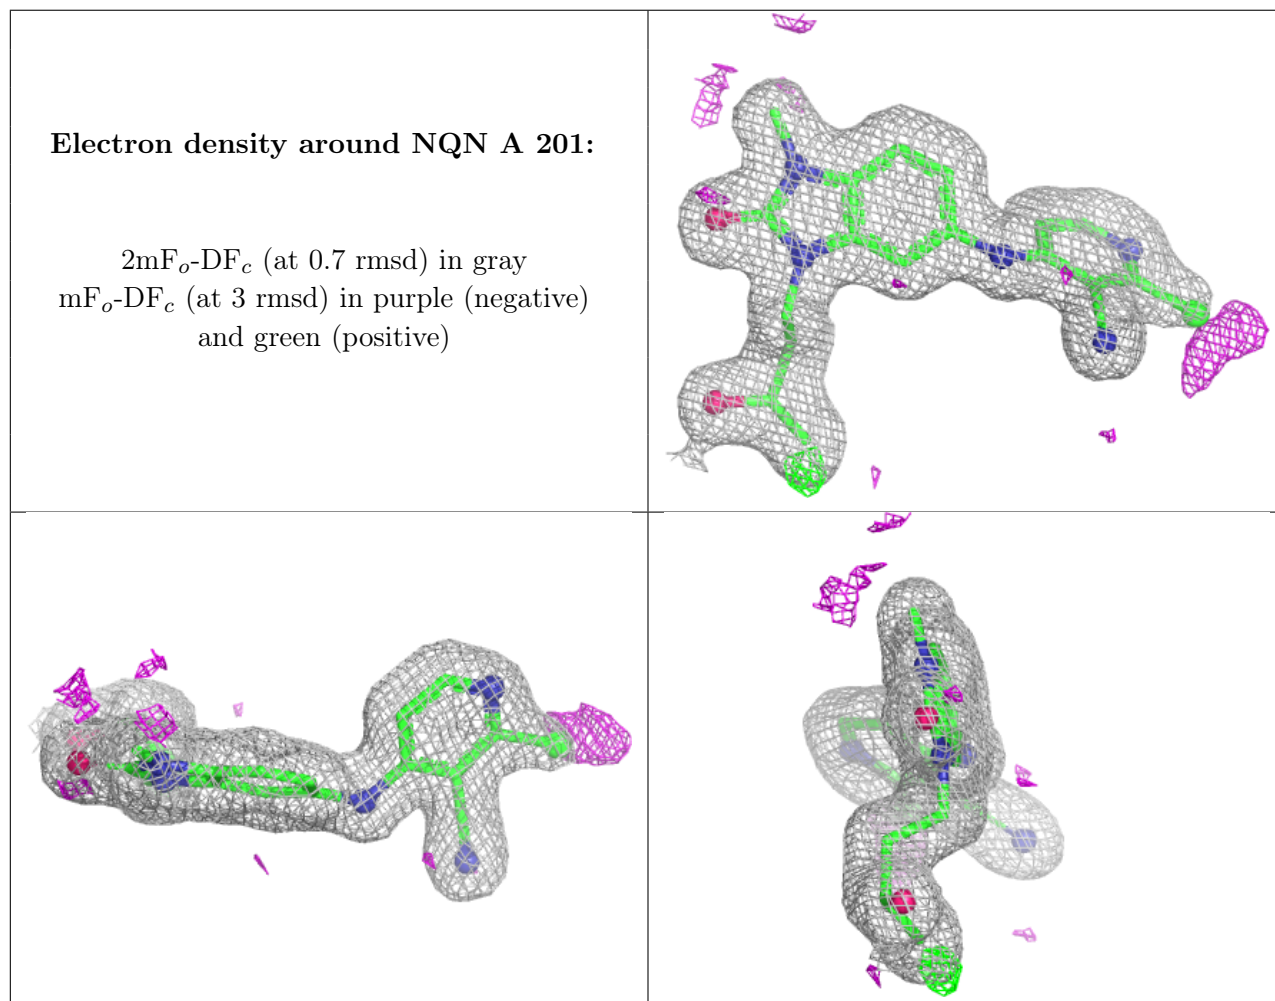 Electron density around NQN A 201:
2mFo-DFc (at 0.7 rmsd) in gray
mFo-DFc (at 3 rmsd) in purple (negative)
and green (positive)